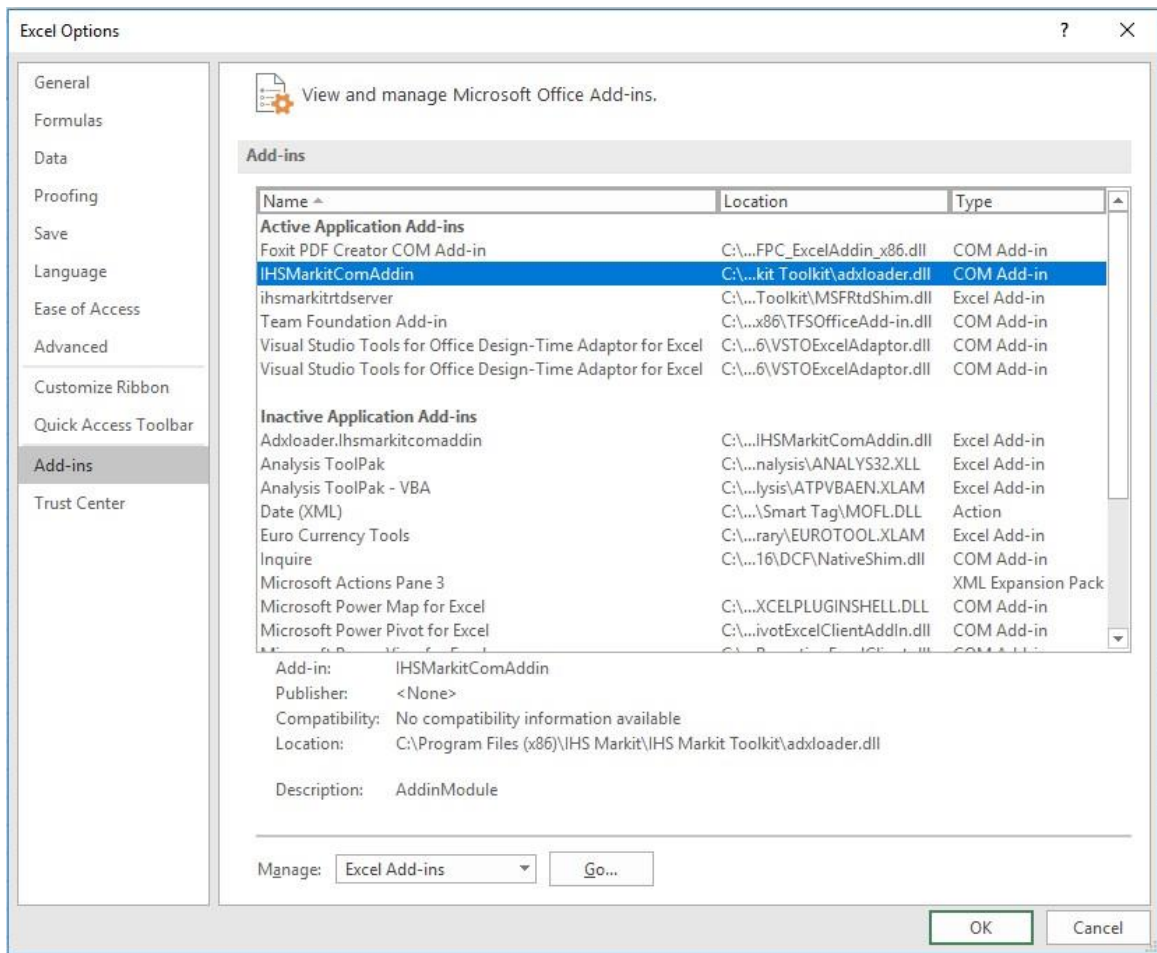 Excel Options ? ×
General
Formulas
Data
Proofing
Save
Language
Ease of Access
Advanced
Customize Ribbon
Quick Access Toolbar
Add-ins
Trust Center
View and manage Microsoft Office Add-ins.
Add-ins
Name Location Type
Active Application Add-ins
Foxit PDF Creator COM Add-in C:\...FPC_ExcelAddin_x86.dll COM Add-in
IHSMarkitComAddin C:\...kit Toolkit\adxloader.dll COM Add-in
ihsmarkitrtdserver C:\...Toolkit\MSFRtdShim.dll Excel Add-in
Team Foundation Add-in C:\...x86\TFSOfficeAdd-in.dll COM Add-in
Visual Studio Tools for Office Design-Time Adaptor for Excel C:\...6\VSTOExcelAdaptor.dll COM Add-in
Visual Studio Tools for Office Design-Time Adaptor for Excel C:\...6\VSTOExcelAdaptor.dll COM Add-in
Inactive Application Add-ins
Adxloader.Ihsmarkitcomaddin C:\...IHSMarkitComAddin.dll Excel Add-in
Analysis ToolPak C:\...nalysis\ANALYS32.XLL Excel Add-in
Analysis ToolPak - VBA C:\...lysis\ATPVBAEN.XLAM Excel Add-in
Date (XML) C:\...\Smart Tag\MOFL.DLL Action
Euro Currency Tools C:\...rary\EUROTOOL.XLAM Excel Add-in
Inquire C:\...16\DCF\NativeShim.dll COM Add-in
Microsoft Actions Pane 3 XML Expansion Pack
Microsoft Power Map for Excel C:\...XCELPLUGINSHELL.DLL COM Add-in
Microsoft Power Pivot for Excel C:\...ivotExcelClientAddIn.dll COM Add-in
Add-in: IHSMarkitComAddin
Publisher: <None>
Compatibility: No compatibility information available
Location: C:\Program Files (x86)\IHS Markit\IHS Markit Toolkit\adxloader.dll
Description: AddinModule
Manage: Excel Add-ins Go...
OK Cancel